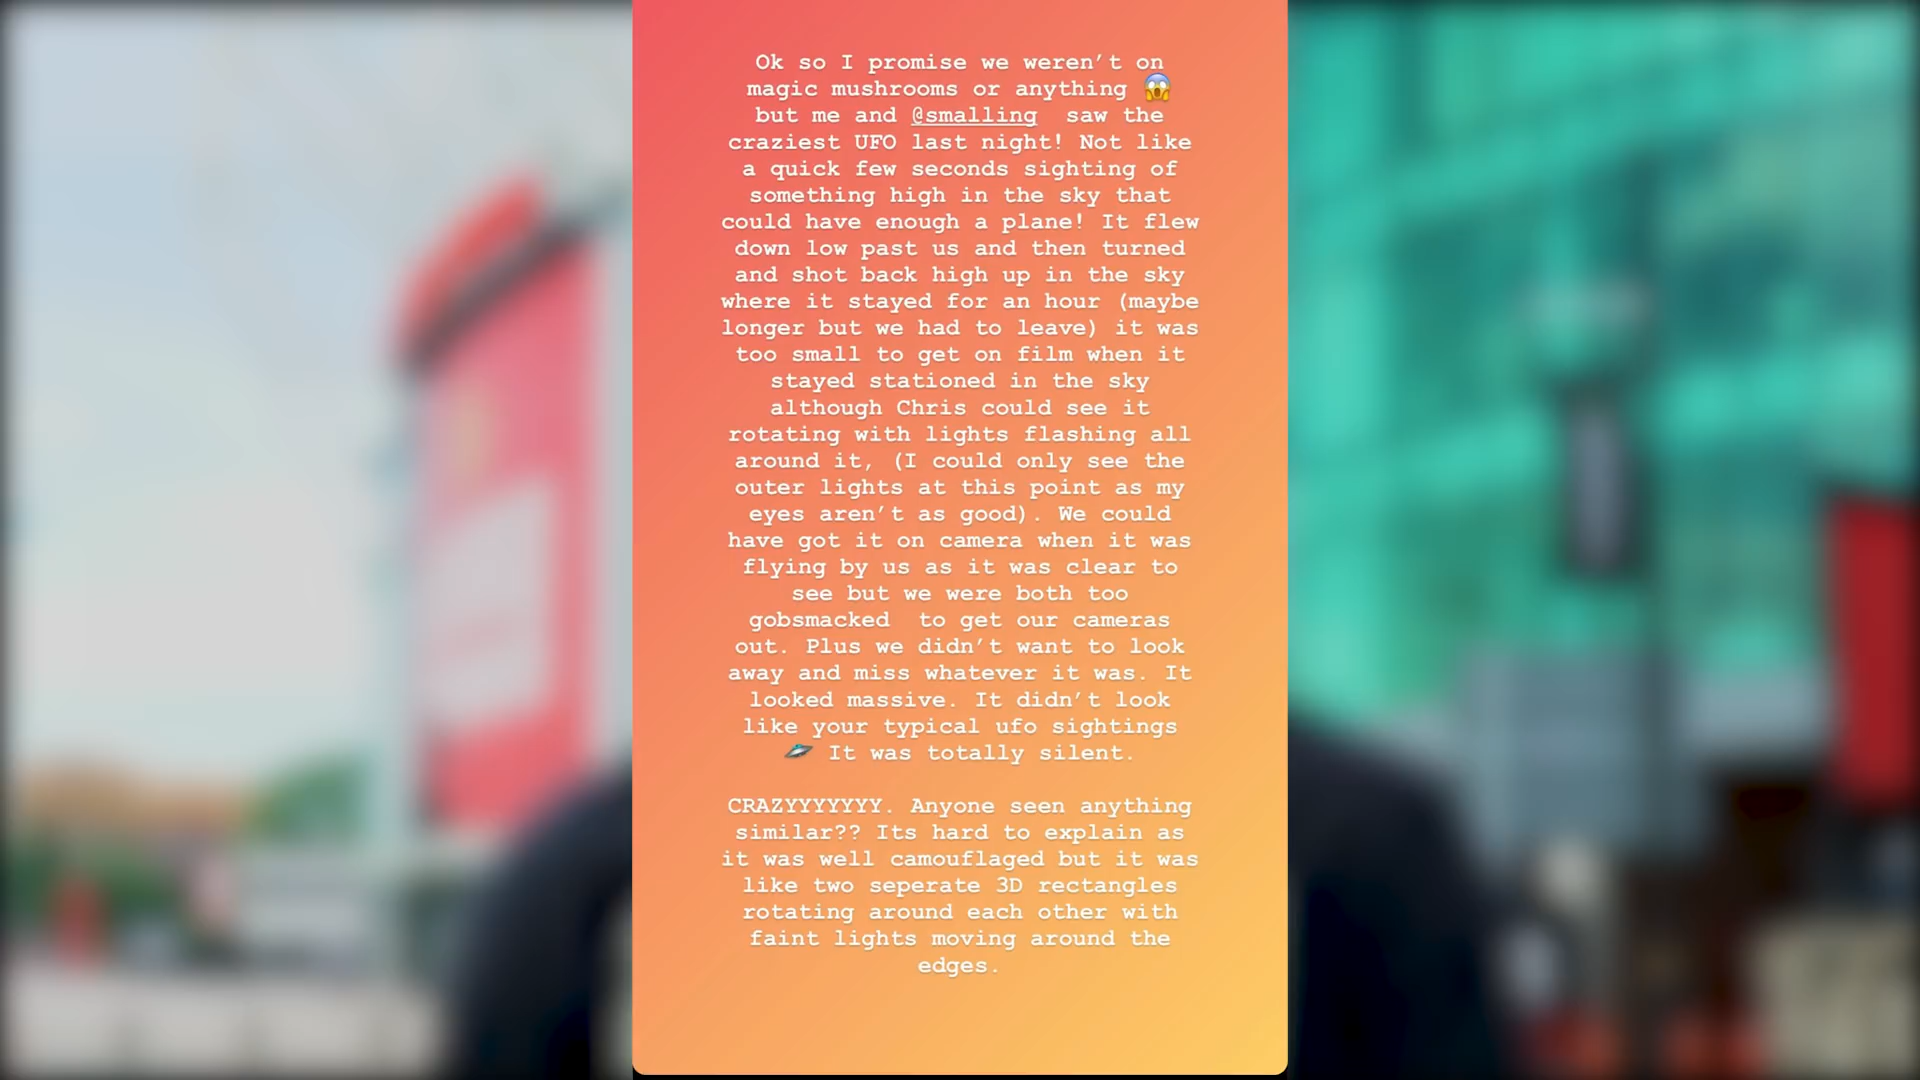 Ok so I promise we weren't on
magic mushrooms or anything 😱
but me and @smalling saw the
craziest UFO last night! Not like
a quick few seconds sighting of
something high in the sky that
could have enough a plane! It flew
down low past us and then turned
and shot back high up in the sky
where it stayed for an hour (maybe
longer but we had to leave) it was
too small to get on film when it
stayed stationed in the sky
although Chris could see it
rotating with lights flashing all
around it, (I could only see the
outer lights at this point as my
eyes aren't as good). We could
have got it on camera when it was
flying by us as it was clear to
see but we were both too
gobsmacked to get our cameras
out. Plus we didn't want to look
away and miss whatever it was. It
looked massive. It didn't look
like your typical ufo sightings
🛸 It was totally silent.
CRAZYYYYYYY. Anyone seen anything
similar?? Its hard to explain as
it was well camouflaged but it was
like two seperate 3D rectangles
rotating around each other with
faint lights moving around the
edges.